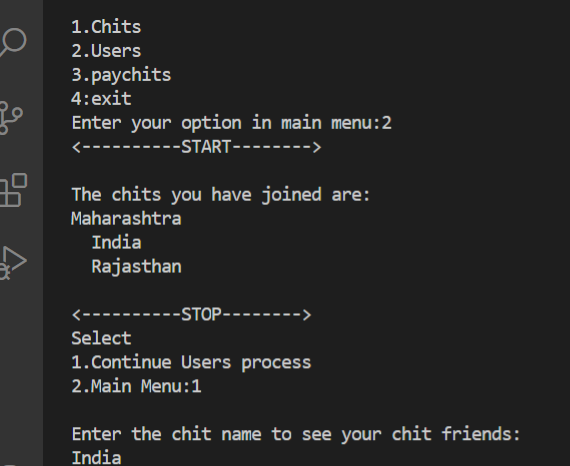 1.Chits
2.Users
3.paychits
4:exit
Enter your option in main menu:2
<----------START-------->
The chits you have joined are:
Maharashtra
India
Rajasthan
<----------STOP-------->
Select
1.Continue Users process
2.Main Menu:1
Enter the chit name to see your chit friends:
India